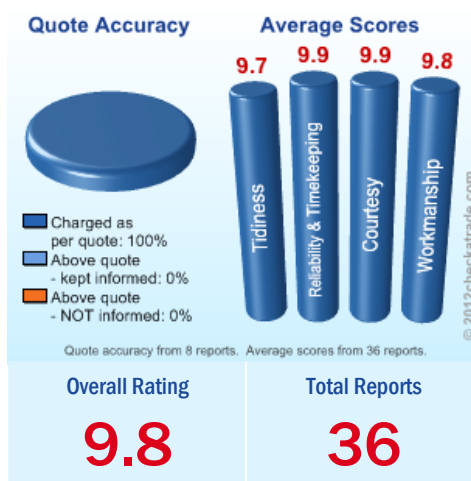 Quote Accuracy
Charged as
per quote: 100%
Above quote
- kept informed: 0%
Above quote
- NOT informed: 0%
Average Scores
9.7
9.9
9.9
9.8
Tidiness
Reliability & Timekeeping
Courtesy
Workmanship
© 2012checkatrade.com
Quote accuracy from 8 reports. Average scores from 36 reports.
Overall Rating
9.8
Total Reports
36